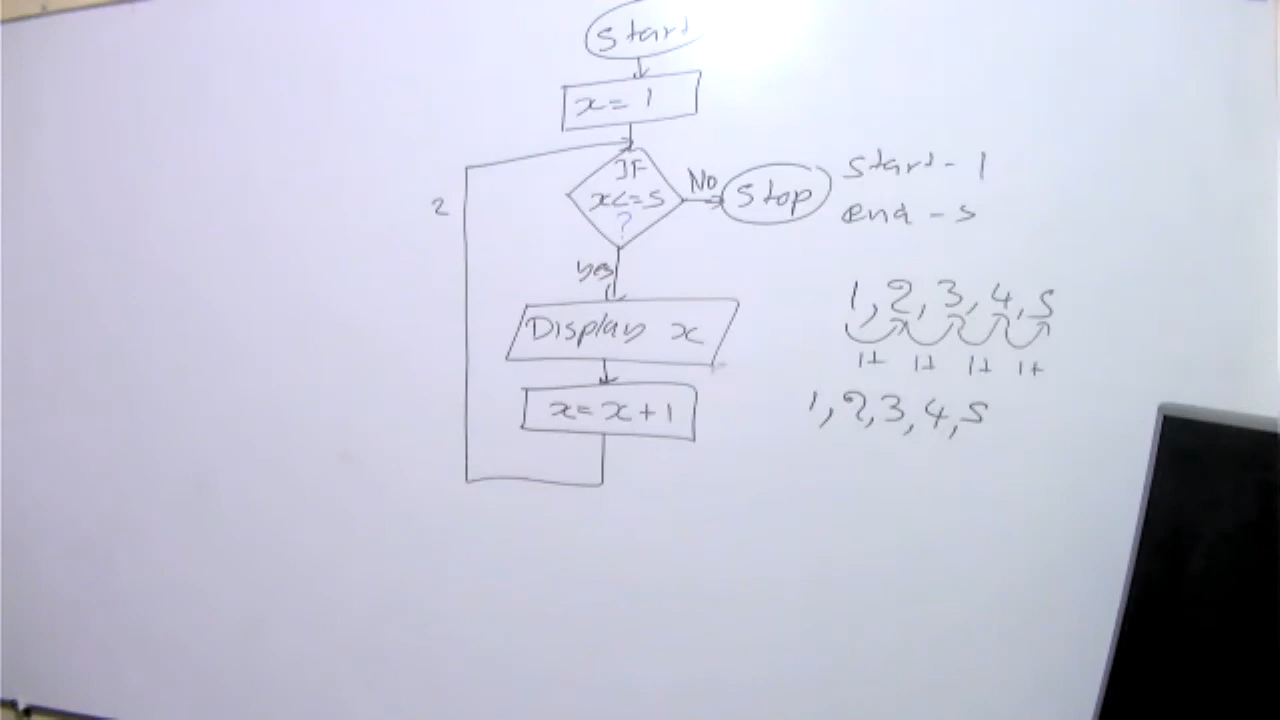 start
x = 1
IF
x <= 5
?
No
stop
yes
Display x
x = x + 1
2
start - 1
end - 5
1, 2, 3, 4, 5
1+ 1+ 1+ 1+
1, 2, 3, 4, 5